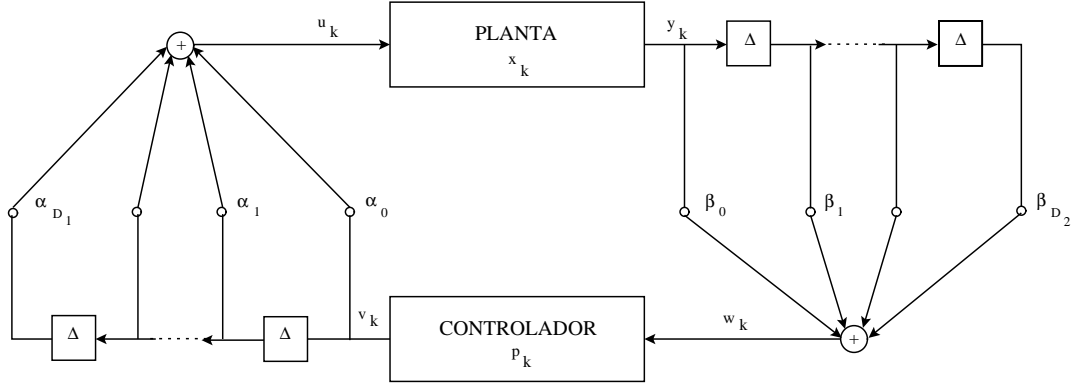 u k
y k
PLANTA
x k
+
Δ
Δ
α D 1
α 1
α 0
β 0
β 1
β D 2
v k
w k
CONTROLADOR
p k
Δ
Δ
+